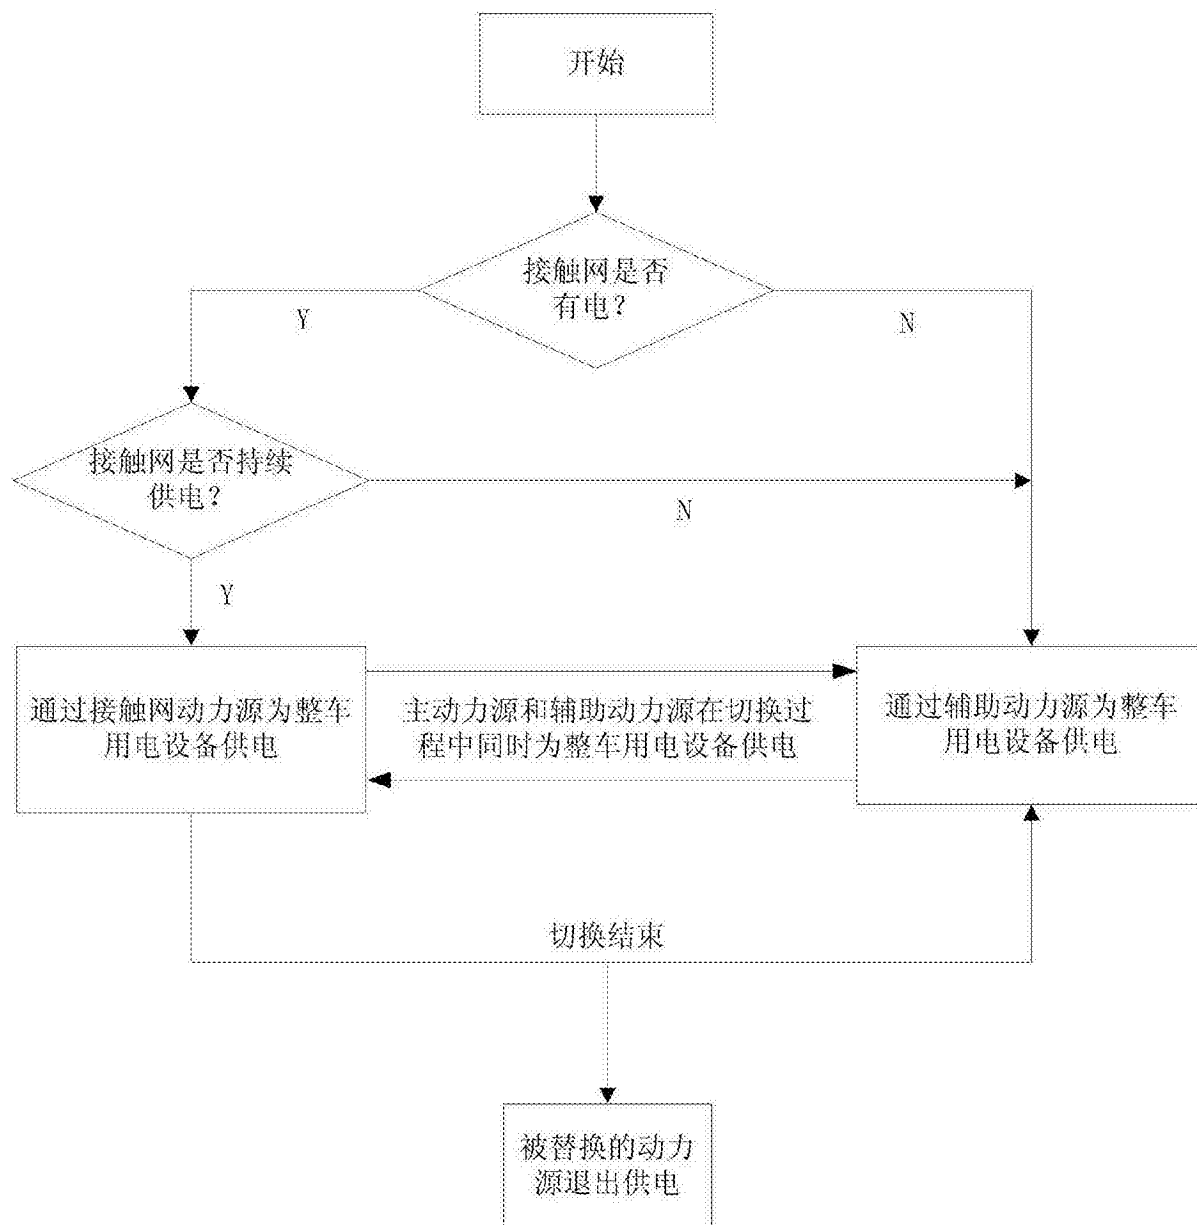 开始
接触网是否
有电？
Y
N
接触网是否持续
供电？
N
Y
通过接触网动力源为整车
用电设备供电
主动力源和辅助动力源在切换过
程中同时为整车用电设备供电
通过辅助动力源为整车
用电设备供电
切换结束
被替换的动力
源退出供电